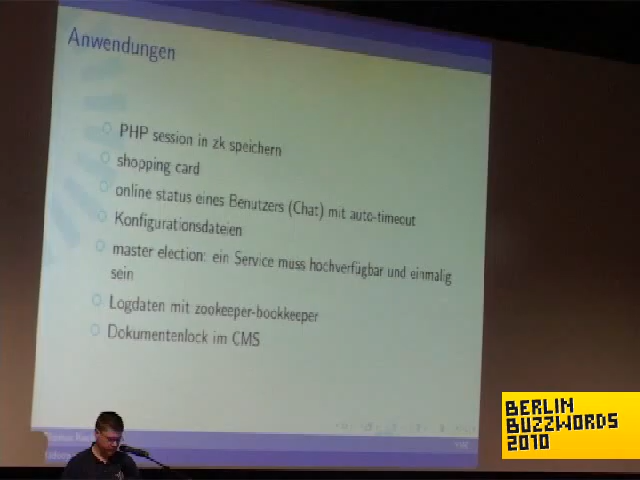 Anwendungen
PHP session in zk speichern
shopping card
online status eines Benutzers (Chat) mit auto-timeout
Konfigurationsdateien
master election: ein Service muss hochverfügbar und einmalig
sein
Logdaten mit zookeeper-bookkeeper
Dokumentenlock im CMS
Thomas
BERLIN
BUZZWORDS
2010